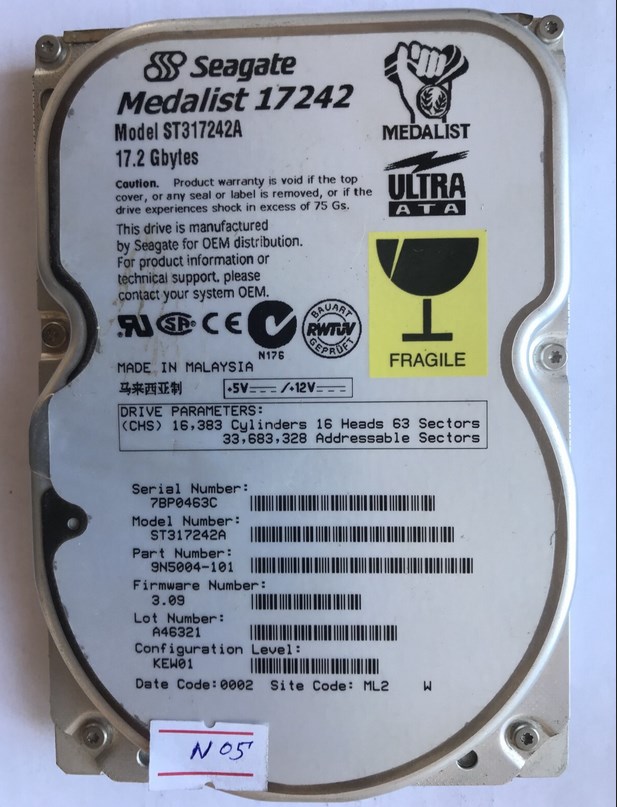 Seagate
Medalist 17242
Model ST317242A
17.2 Gbytes
MEDALIST
Caution. Product warranty is void if the top
cover, or any seal or label is removed, or if the
drive experiences shock in excess of 75 Gs.
ULTRA
ATA
This drive is manufactured
by Seagate for OEM distribution.
For product information or
technical support, please
contact your system OEM.
FRAGILE
SA
CE
N176
BAUART
RWTÜV
GEPRÜFT
MADE IN MALAYSIA
马来西亚制
+5V /+12V
DRIVE PARAMETERS:
(CHS) 16,383 Cylinders 16 Heads 63 Sectors
33,683,328 Addressable Sectors
Serial Number:
7BP0463C
Model Number:
ST317242A
Part Number:
9N5004-101
Firmware Number:
3.09
Lot Number:
A46321
Configuration Level:
KEW01
Date Code:0002 Site Code: ML2 W
N05